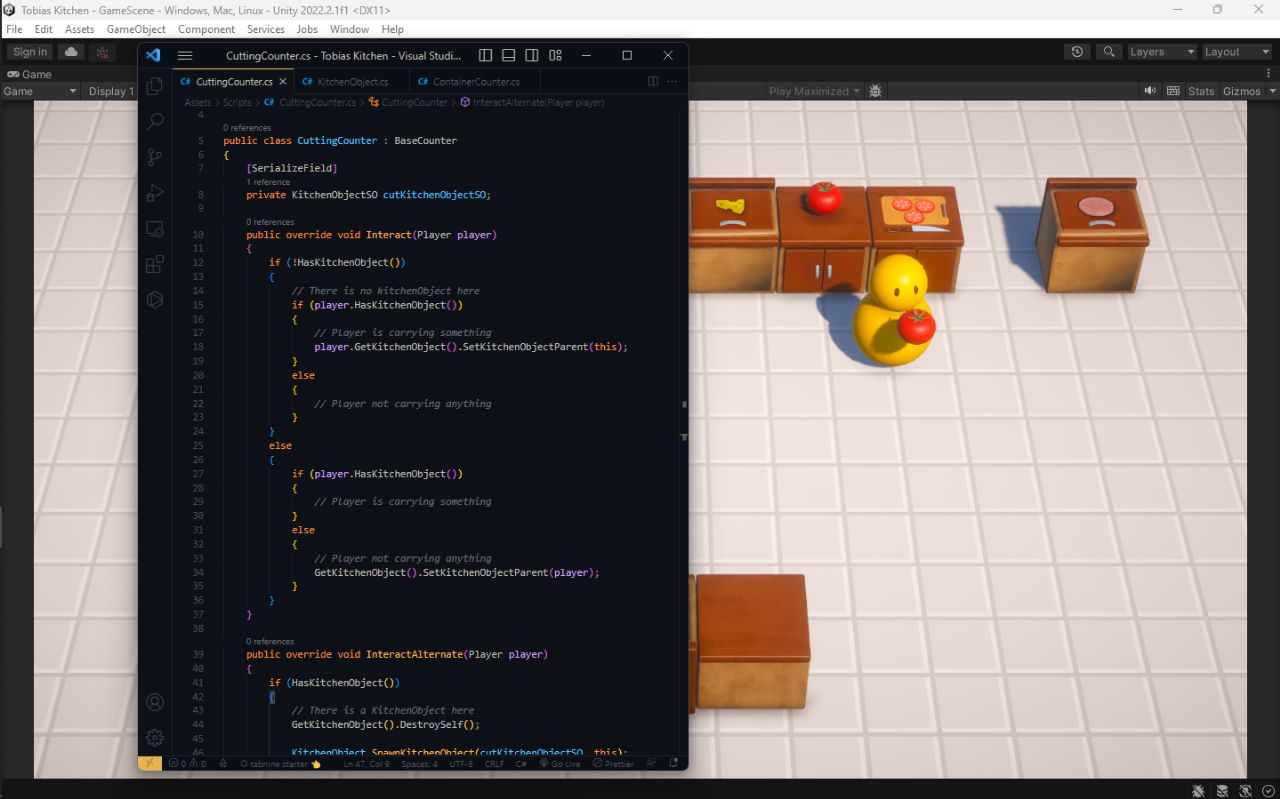 Tobias Kitchen - GameScene - Windows, Mac, Linux - Unity 2022.2.1f1 <DX11>
File Edit Assets GameObject Component Services Jobs Window Help
Sign in
Layers
Layout
Game
Game
Display 1
Play Maximized
Stats
Gizmos
CuttingCounter.cs - Tobias Kitchen - Visual Studi...
C# CuttingCounter.cs
C# KitchenObject.cs
C# ContainerCounter.cs
Assets > Scripts > C# CuttingCounter.cs > CuttingCounter > InteractAlternate(Player player)
4
0 references
5 public class CuttingCounter : BaseCounter
6 {
7 [SerializeField]
1 reference
8 private KitchenObjectSO cutKitchenObjectSO;
9
0 references
10 public override void Interact(Player player)
11 {
12 if (!HasKitchenObject())
13 {
14 // There is no kitchenObject here
15 if (player.HasKitchenObject())
16 {
17 // Player is carrying something
18 player.GetKitchenObject().SetKitchenObjectParent(this);
19 }
20 else
21 {
22 // Player not carrying anything
23 }
24 }
25 else
26 {
27 if (player.HasKitchenObject())
28 {
29 // Player is carrying something
30 }
31 else
32 {
33 // Player not carrying anything
34 GetKitchenObject().SetKitchenObjectParent(player);
35 }
36 }
37 }
38
0 references
39 public override void InteractAlternate(Player player)
40 {
41 if (HasKitchenObject())
42 {
43 // There is a KitchenObject here
44 GetKitchenObject().DestroySelf();
45
46 KitchenObject.SpawnKitchenObject(cutKitchenObjectSO, this);
0 0 tabnine starter Ln 47, Col 9 Spaces: 4 UTF-8 CRLF C# Go Live Prettier